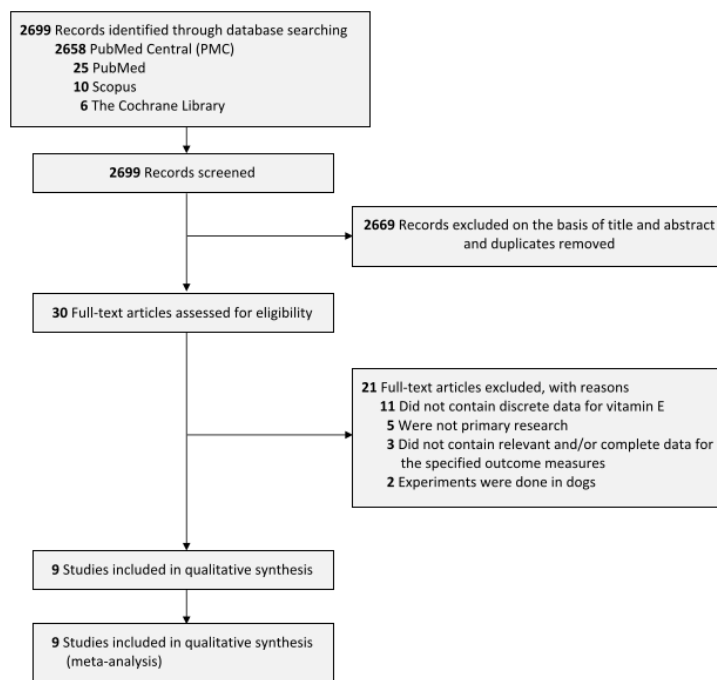 2699 Records identified through database searching
2658 PubMed Central (PMC)
25 PubMed
10 Scopus
6 The Cochrane Library
2699 Records screened
2669 Records excluded on the basis of title and abstract
and duplicates removed
30 Full-text articles assessed for eligibility
21 Full-text articles excluded, with reasons
11 Did not contain discrete data for vitamin E
5 Were not primary research
3 Did not contain relevant and/or complete data for
the specified outcome measures
2 Experiments were done in dogs
9 Studies included in qualitative synthesis
9 Studies included in qualitative synthesis
(meta-analysis)